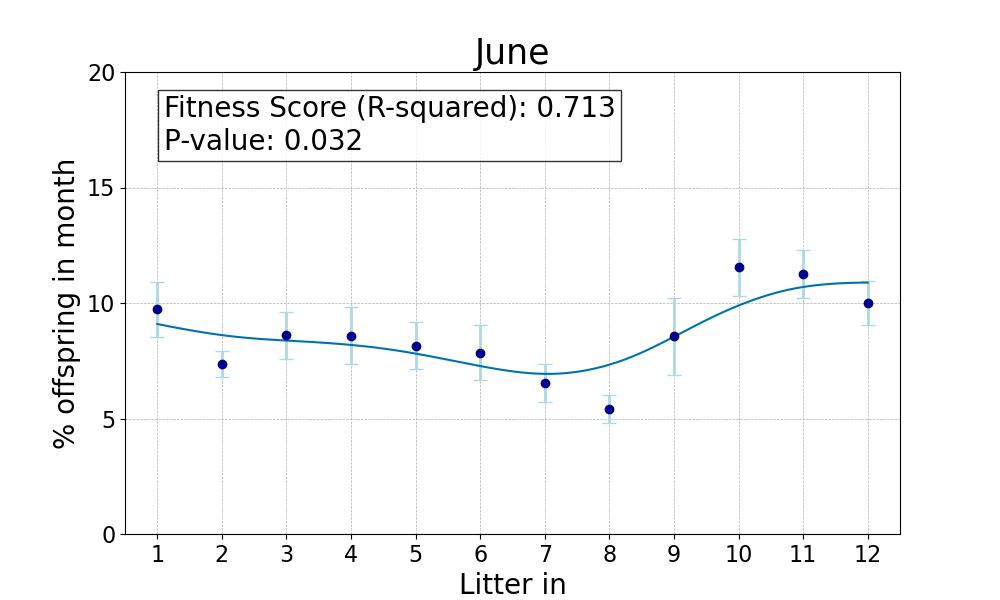 June
Fitness Score (R-squared): 0.713
P-value: 0.032
% offspring in month
20
15
10
5
0
1 2 3 4 5 6 7 8 9 10 11 12
Litter in